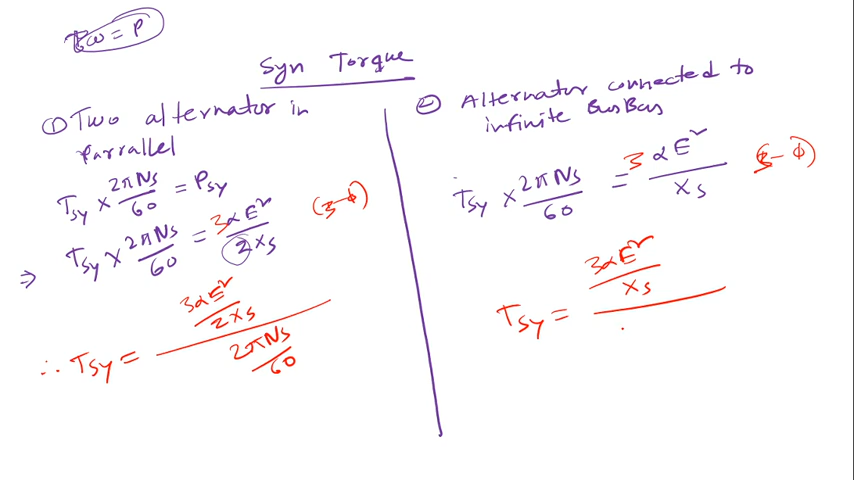 Tω = P
Syn Torque
① Two alternator in
parrallel
Tsy × 2πNs/60 = Psy
⇒ Tsy × 2πNs/60 = 3αE²/2Xs (3-φ)
∴ Tsy = (3αE²/2Xs)/(2πNs/60)
② Alternator connected to
infinite BusBar
Tsy × 2πNs/60 = 3αE²/Xs (3-φ)
Tsy = 3αE²/Xs